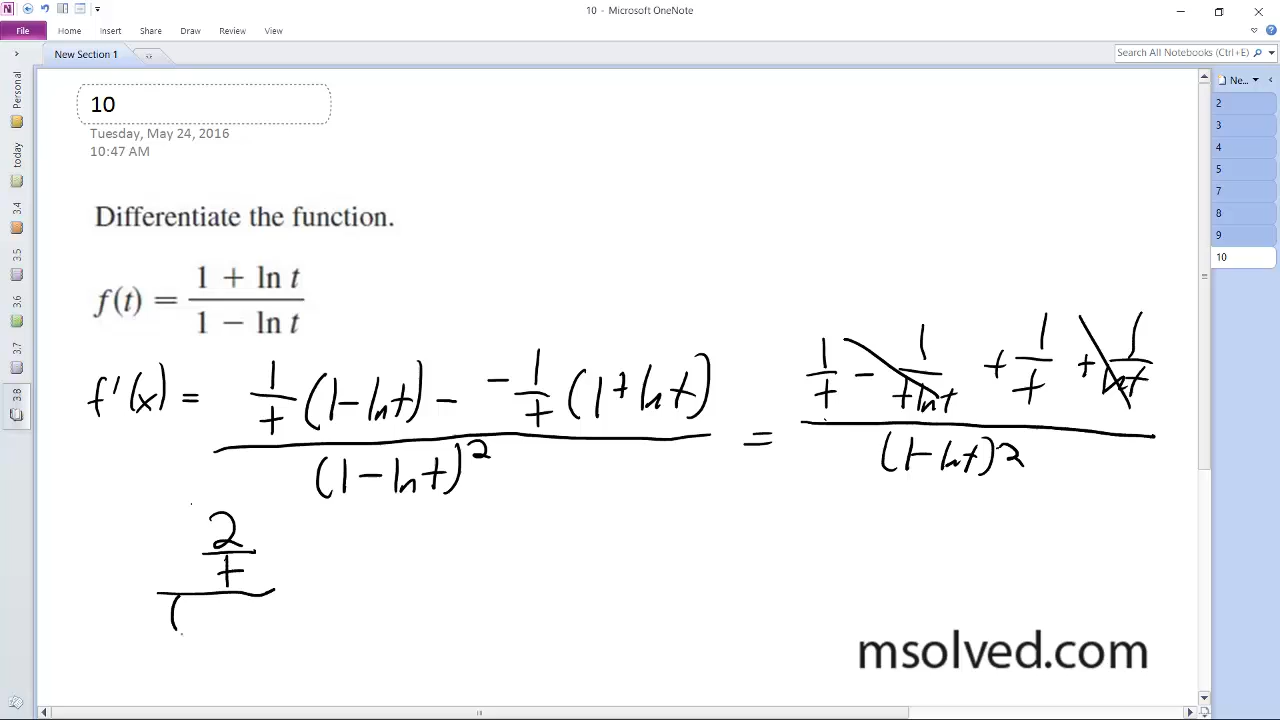 10 - Microsoft OneNote
File Home Insert Share Draw Review View
New Section 1
Search All Notebooks (Ctrl+E)
Ne...
10
Tuesday, May 24, 2016
10:47 AM
Personal
today
3.4
3.5
3.6
3.7
3.8
2
3
4
5
7
8
9
10
Differentiate the function.
f(t) = (1 + ln t) / (1 - ln t)
f'(x) = (1/t (1 - ln t) - -1/t (1 + ln t)) / (1 - ln t)^2 = (1/t - 1/t ln t + 1/t + 1/ln t) / (1 - ln t)^2
2/t
(
msolved.com